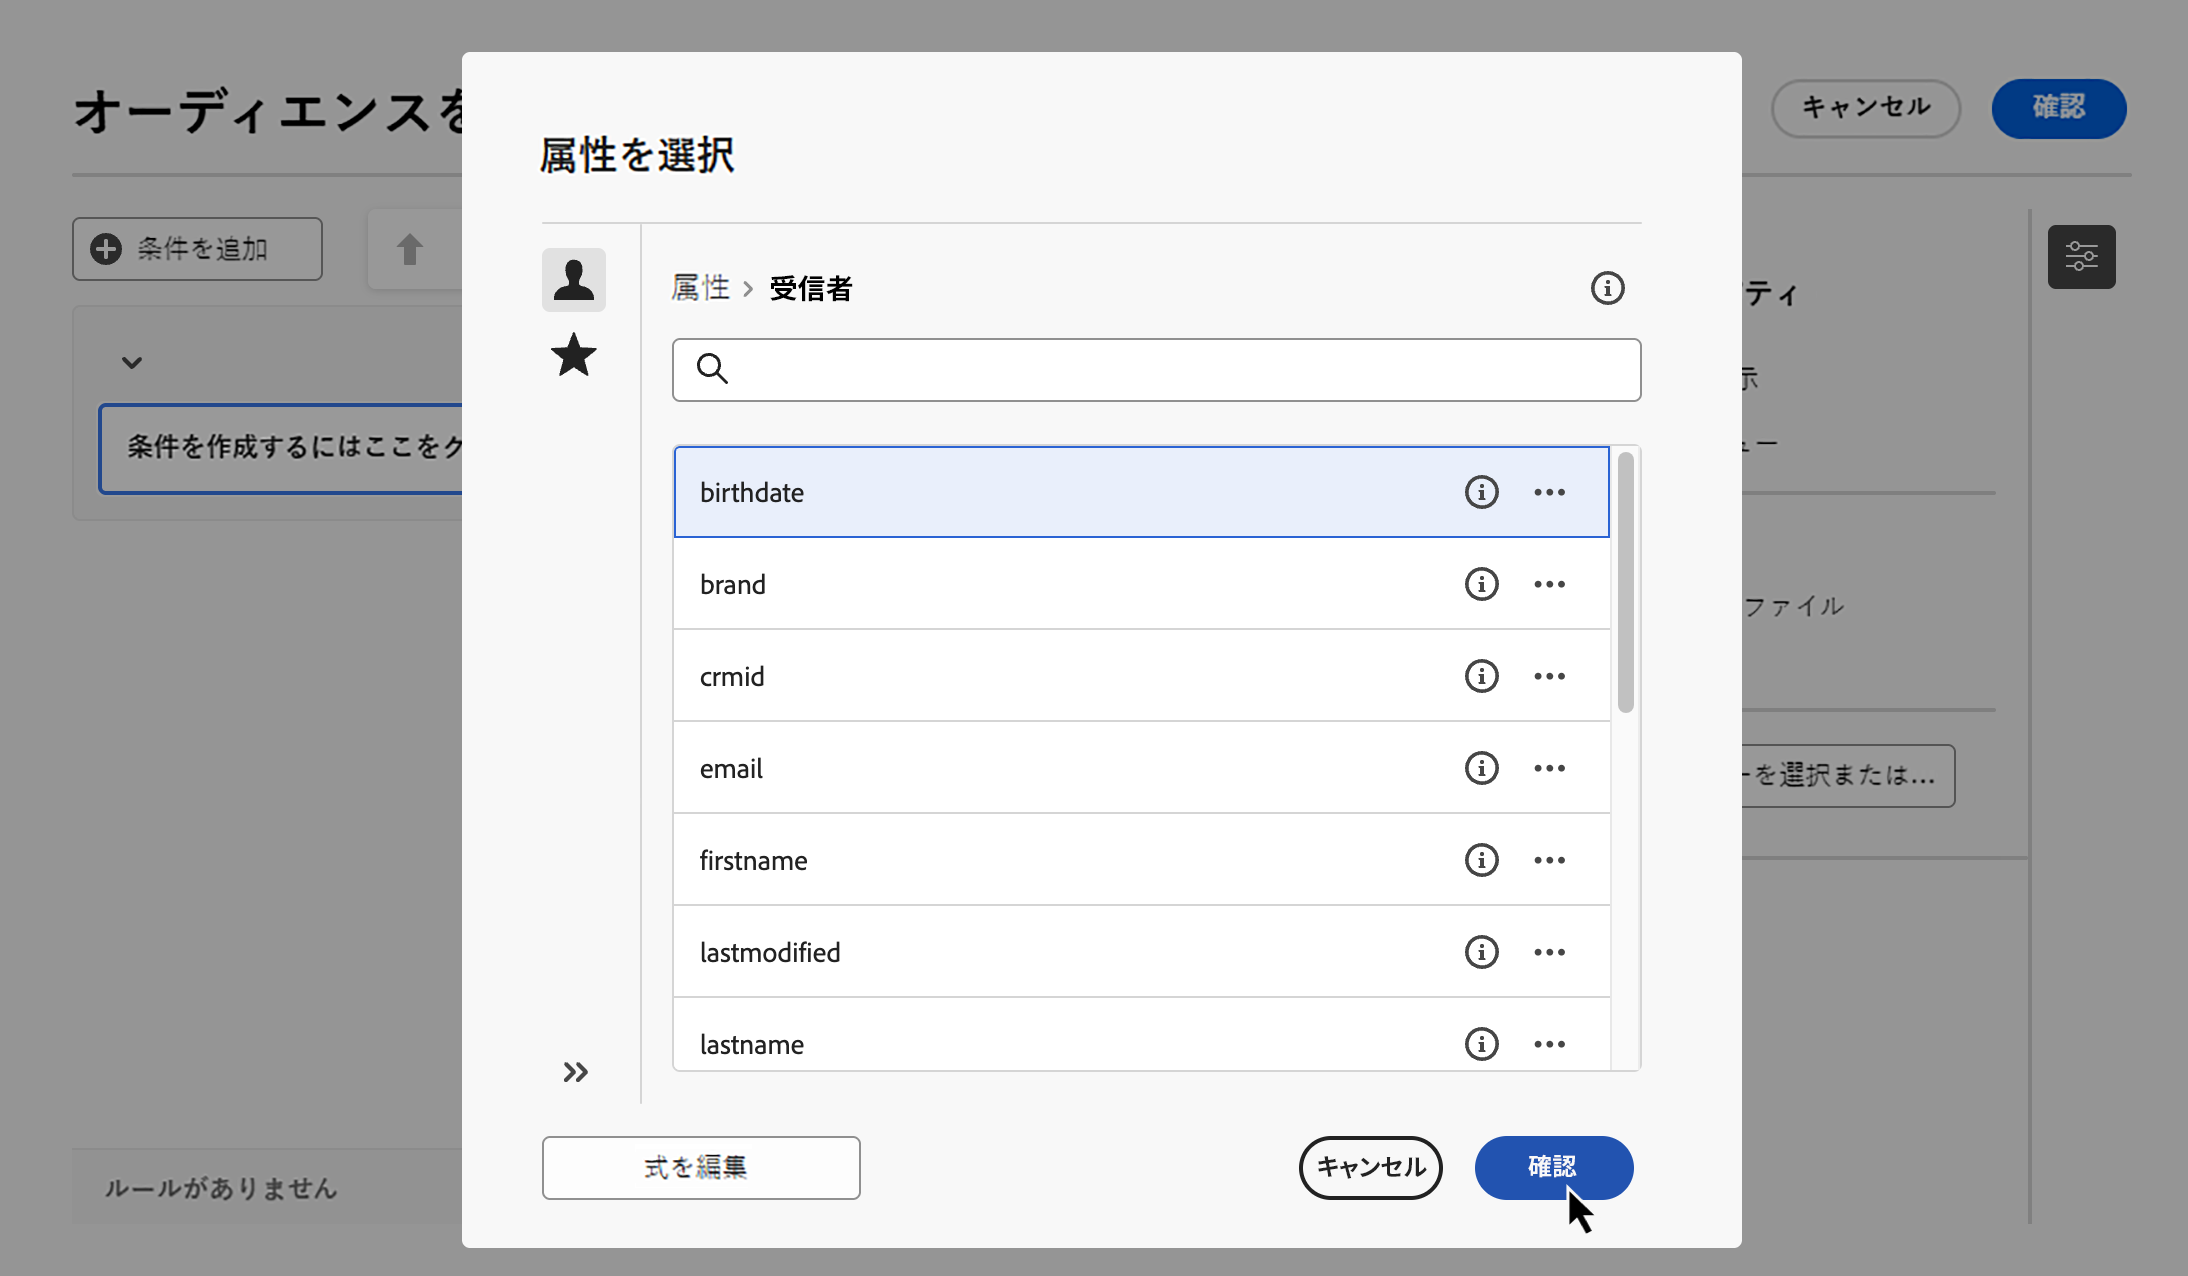 オーディエンスを
キャンセル
確認
条件を追加
条件を作成するにはここをク
ルールがありません
属性を選択
属性 > 受信者
birthdate
brand
crmid
email
firstname
lastmodified
lastname
式を編集
キャンセル
確認
ティ
示
ュー
ファイル
ーを選択または...